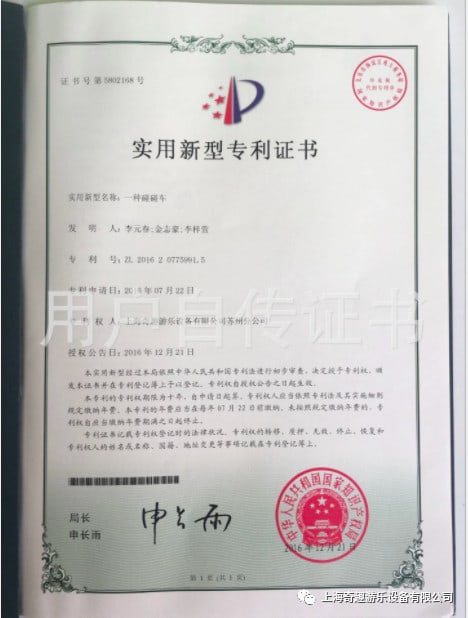 证书号第5802168号
实用新型专利证书
实用新型名称：一种碰碰车
发 明 人：李元春;金志豪;李梓萱
专 利 号：ZL 2016 2 0775991.5
专利申请日：2016年07月22日
专 利 权 人：上海奇遇游乐设备有限公司苏州分公司
授权公告日：2016年12月21日
用户自传证书
本实用新型经过本局依照中华人民共和国专利法进行初步审查，决定授予专利权，颁
发本证书并在专利登记簿上予以登记。专利权自授权公告之日起生效。
本专利的专利权期限为十年，自申请日起算。专利权人应当依照专利法及其实施细则
规定缴纳年费。本专利的年费应当在每年07月22日前缴纳。未按照规定缴纳年费的，专
利权自应当缴纳年费期满之日起终止。
专利证书记载专利权登记时的法律状况。专利权的转移、质押、无效、终止、恢复和
专利权人的姓名或名称、国籍、地址变更等事项记载在专利登记簿上。
局长
申长雨
申长雨
中华人民共和国国家知识产权局
2016年12月21日
第 1 页 (共 1 页)
上海奇遇游乐设备有限公司